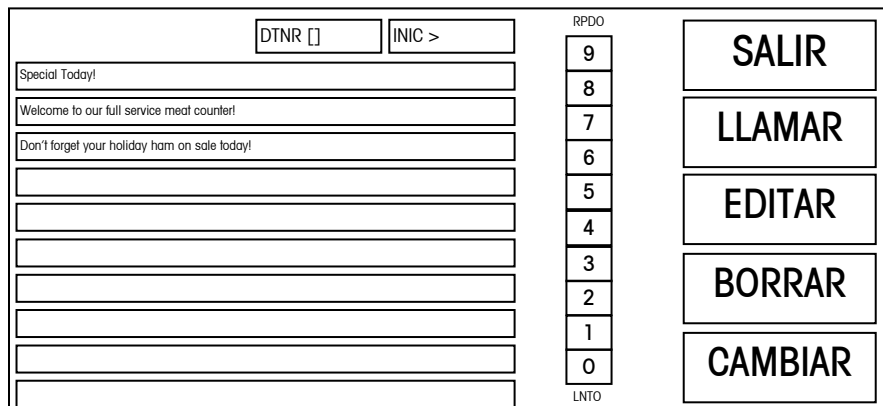 DTNR [] INIC >
Special Today!
Welcome to our full service meat counter!
Don't forget your holiday ham on sale today!
RPDO
9
8
7
6
5
4
3
2
1
0
LNTO
SALIR
LLAMAR
EDITAR
BORRAR
CAMBIAR